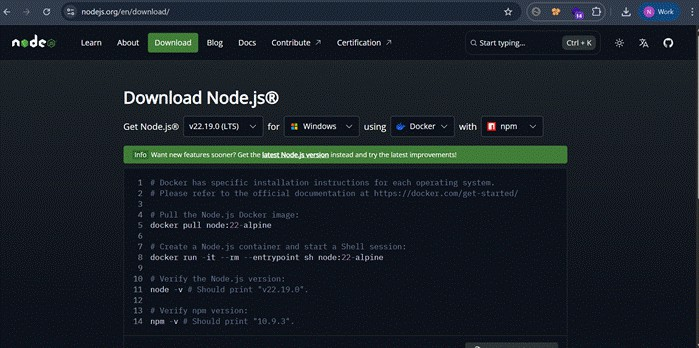 nodejs.org/en/download/
14
N Work
node
Learn About Download Blog Docs Contribute Certification Start typing... Ctrl + K
Download Node.js®
Get Node.js® v22.19.0 (LTS) for Windows using Docker with npm
Info Want new features sooner? Get the latest Node.js version instead and try the latest improvements!
1 # Docker has specific installation instructions for each operating system.
2 # Please refer to the official documentation at https://docker.com/get-started/
3
4 # Pull the Node.js Docker image:
5 docker pull node:22-alpine
6
7 # Create a Node.js container and start a Shell session:
8 docker run -it --rm --entrypoint sh node:22-alpine
9
10 # Verify the Node.js version:
11 node -v # Should print "v22.19.0".
12
13 # Verify npm version:
14 npm -v # Should print "10.9.3".